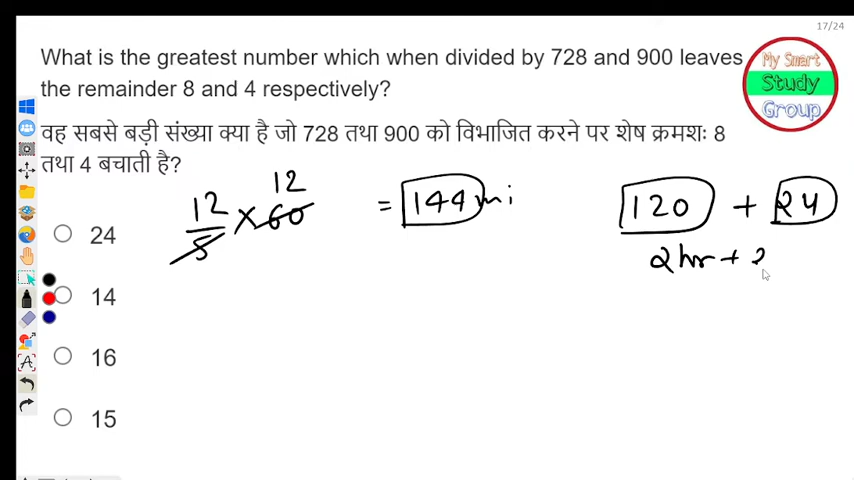 17/24
What is the greatest number which when divided by 728 and 900 leaves
the remainder 8 and 4 respectively?
My Smart
Study
Group
वह सबसे बड़ी संख्या क्या है जो 728 तथा 900 को विभाजित करने पर शेष क्रमशः 8
तथा 4 बचाती है?
12/5 × 60 12 = 144 mi
120 + 24
2hr + 2
24
14
16
15